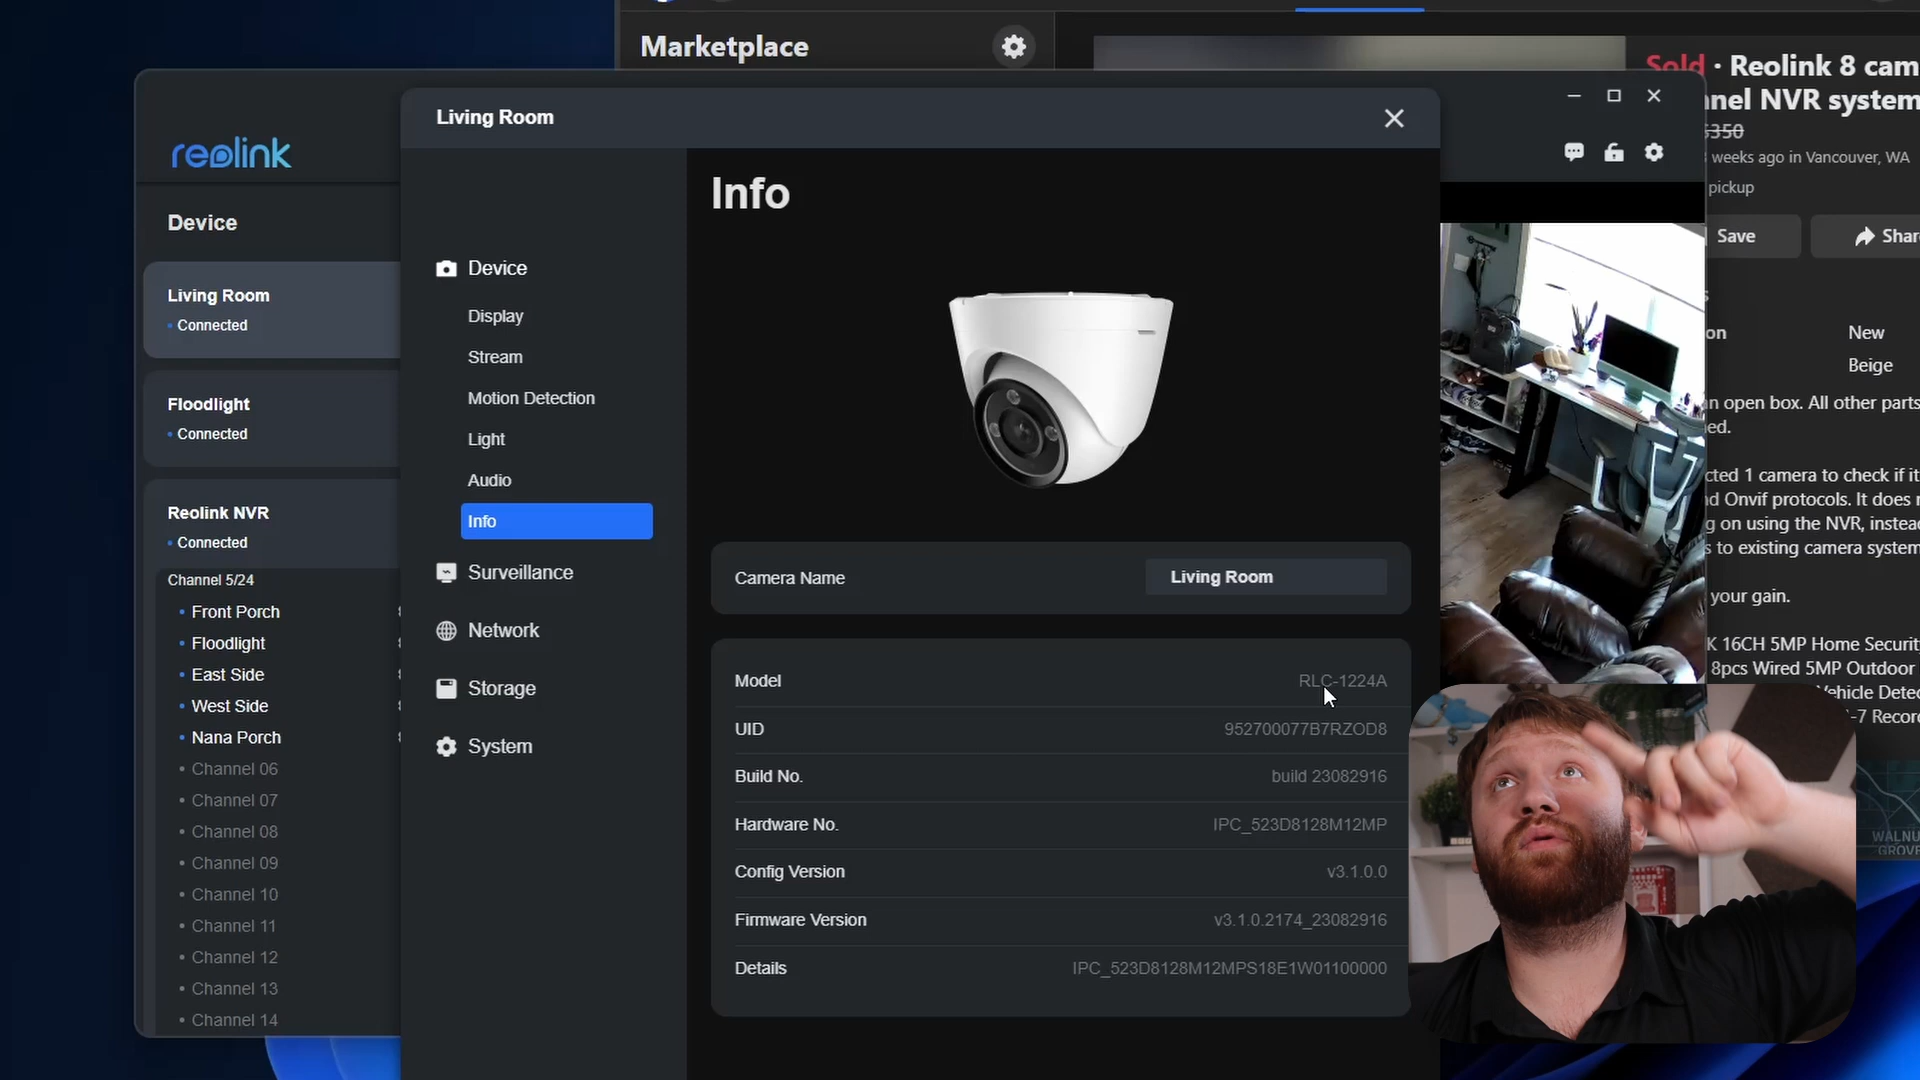 Marketplace
Sold · Reolink 8 cam
nnel NVR system
$350
weeks ago in Vancouver, WA
pickup
Save
Share
on
New
Beige
n open box. All other parts
ed.
cted 1 camera to check if it
d Onvif protocols. It does
g on using the NVR, instea
s to existing camera system
your gain.
K 16CH 5MP Home Security
8pcs Wired 5MP Outdoor
Vehicle Detec
-7 Recor
WALNU
GROVE
reolink
Device
Living Room
Connected
Floodlight
Connected
Reolink NVR
Connected
Channel 5/24
Front Porch
Floodlight
East Side
West Side
Nana Porch
Channel 06
Channel 07
Channel 08
Channel 09
Channel 10
Channel 11
Channel 12
Channel 13
Channel 14
Living Room
Device
Display
Stream
Motion Detection
Light
Audio
Info
Surveillance
Network
Storage
System
Info
Camera Name
Living Room
Model
RLC-1224A
UID
952700077B7RZOD8
Build No.
build 23082916
Hardware No.
IPC_523D8128M12MP
Config Version
v3.1.0.0
Firmware Version
v3.1.0.2174_23082916
Details
IPC_523D8128M12MPS18E1W01100000